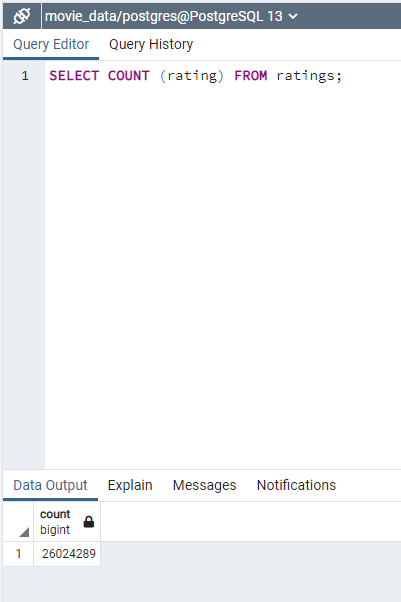 movie_data/postgres@PostgreSQL 13
Query Editor Query History
1 SELECT COUNT (rating) FROM ratings;
Data Output Explain Messages Notifications
count
bigint
1 26024289